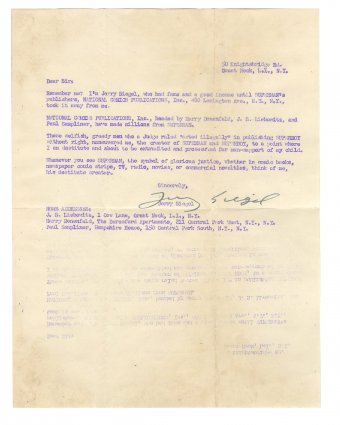 50 Knightsbridge Rd.
Great Neck, L.I., N.Y.
Dear Sir:
Remember me? I'm Jerry Siegel, who had fame and a good income until SUPERMAN's
publishers, NATIONAL COMICS PUBLICATIONS, Inc., 480 Lexington Ave., N.Y., N.Y.,
took it away from me.
NATIONAL COMICS PUBLICATIONS, Inc., headed by Harry Donenfeld, J. S. Liebowitz, and
Paul Sampliner, have made millions from SUPERMAN.
These selfish, greedy men who a Judge ruled "acted illegally" in publishing SUPERBOY
without right, maneuvered me, the creator of SUPERMAN and SUPERBOY, to a point where
I am destitute and about to be extradited and prosecuted for non-support of my child.
Whenever you see SUPERMAN, the symbol of glorious justice, whether in comic books,
newspaper comic strips, TV, radio, movies, or commercial novelties, think of me,
his destitute creator.
Sincerely,
Jerry Siegel
Jerry Siegel
HOME ADDRESSES:
J. S. Liebowitz, 1 Cow Lane, Great Neck, L.I., N.Y.
Harry Donenfeld, The Beresford Apartments, 211 Central Park West, N.Y., N.Y.
Paul Sampliner, Hampshire House, 150 Central Park South, N.Y., N.Y.